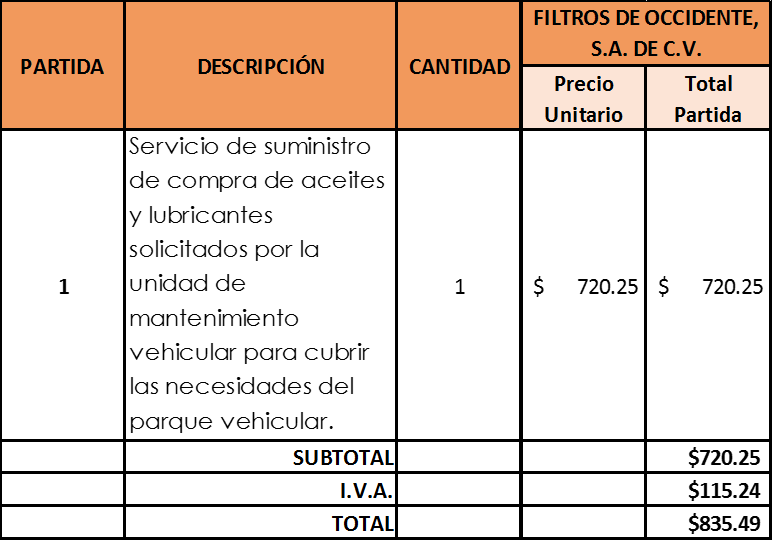 PARTIDA DESCRIPCIÓN CANTIDAD FILTROS DE OCCIDENTE,
S.A. DE C.V.
Precio
Unitario
Total
Partida
1
Servicio de suministro
de compra de aceites
y lubricantes
solicitados por la
unidad de
mantenimiento
vehicular para cubrir
las necesidades del
parque vehicular.
1
$ 720.25
$ 720.25
SUBTOTAL $720.25
I.V.A. $115.24
TOTAL $835.49